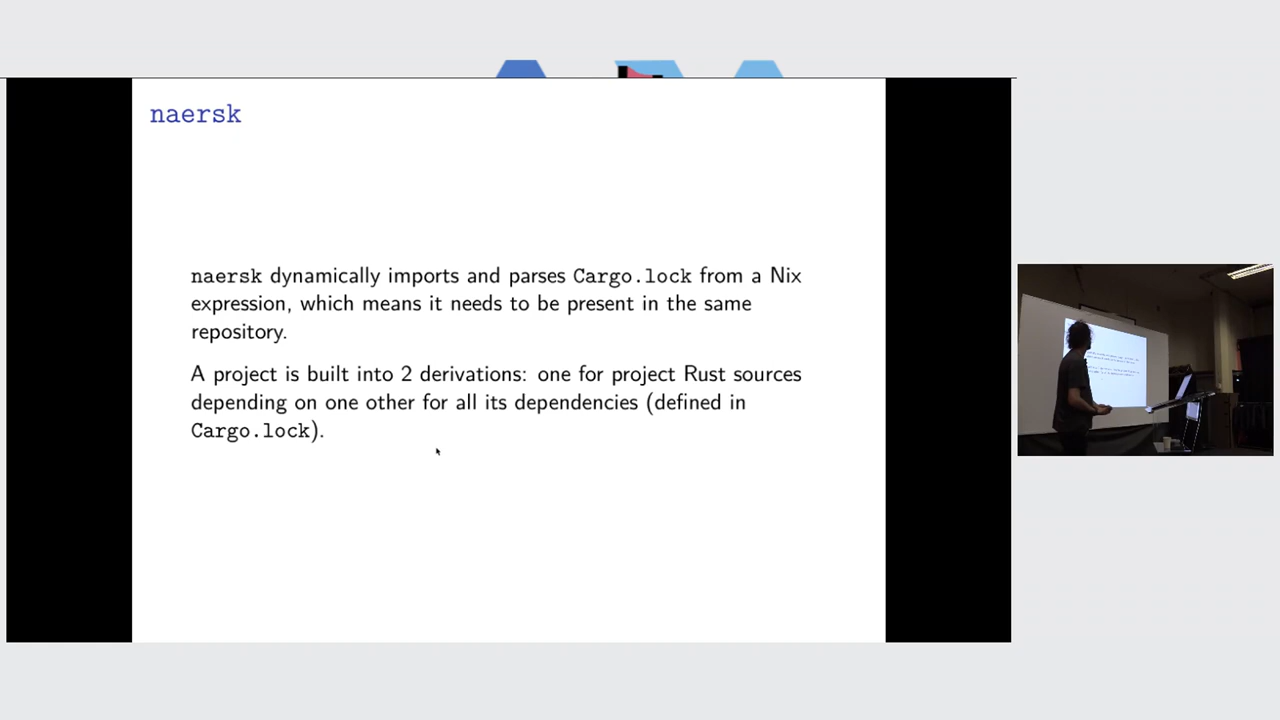 naersk
naersk dynamically imports and parses Cargo.lock from a Nix
expression, which means it needs to be present in the same
repository.
A project is built into 2 derivations: one for project Rust sources
depending on one other for all its dependencies (defined in
Cargo.lock).